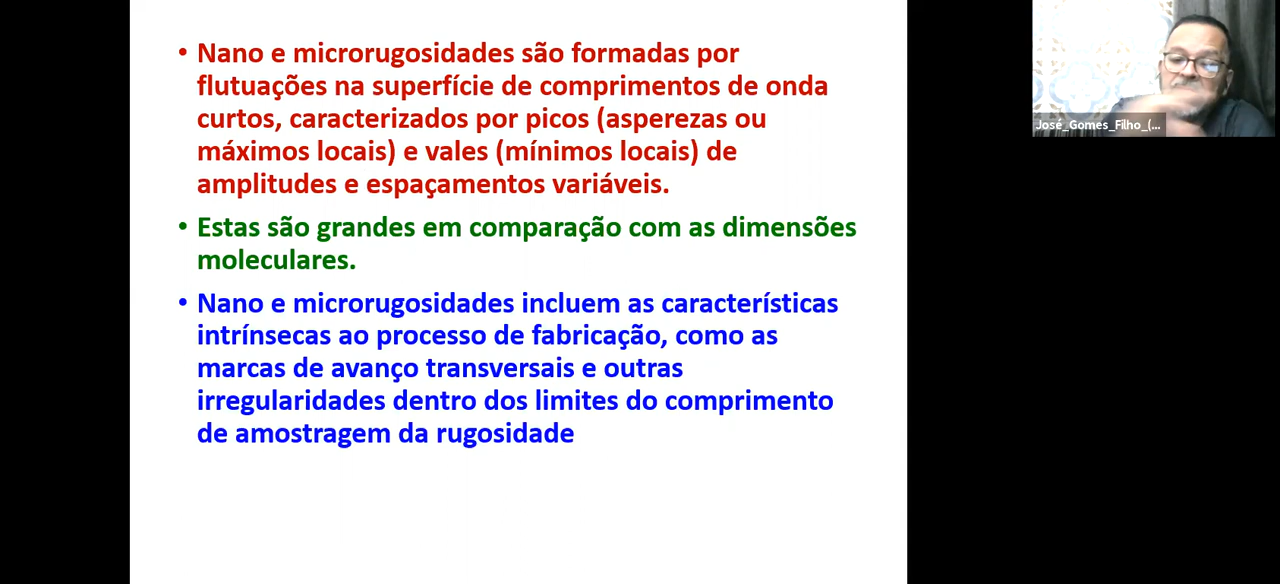 • Nano e microrugosidades são formadas por
flutuações na superfície de comprimentos de onda
curtos, caracterizados por picos (asperezas ou
máximos locais) e vales (mínimos locais) de
amplitudes e espaçamentos variáveis.
• Estas são grandes em comparação com as dimensões
moleculares.
• Nano e microrugosidades incluem as características
intrínsecas ao processo de fabricação, como as
marcas de avanço transversais e outras
irregularidades dentro dos limites do comprimento
de amostragem da rugosidade
José_Gomes_Filho_(...